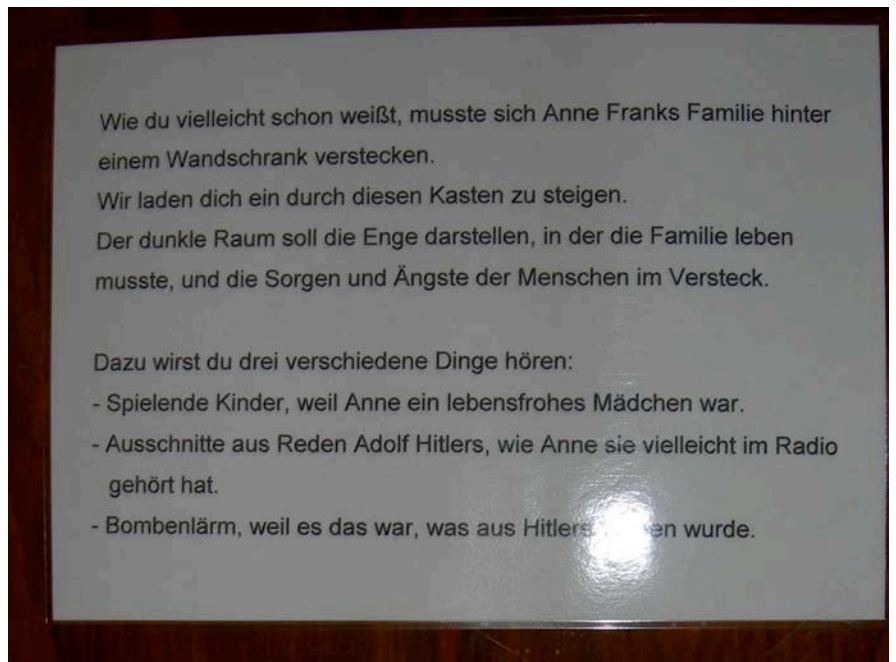 Wie du vielleicht schon weißt, musste sich Anne Franks Familie hinter
einem Wandschrank verstecken.
Wir laden dich ein durch diesen Kasten zu steigen.
Der dunkle Raum soll die Enge darstellen, in der die Familie leben
musste, und die Sorgen und Ängste der Menschen im Versteck.
Dazu wirst du drei verschiedene Dinge hören:
- Spielende Kinder, weil Anne ein lebensfrohes Mädchen war.
- Ausschnitte aus Reden Adolf Hitlers, wie Anne sie vielleicht im Radio
gehört hat.
- Bombenlärm, weil es das war, was aus Hitlers wurde.